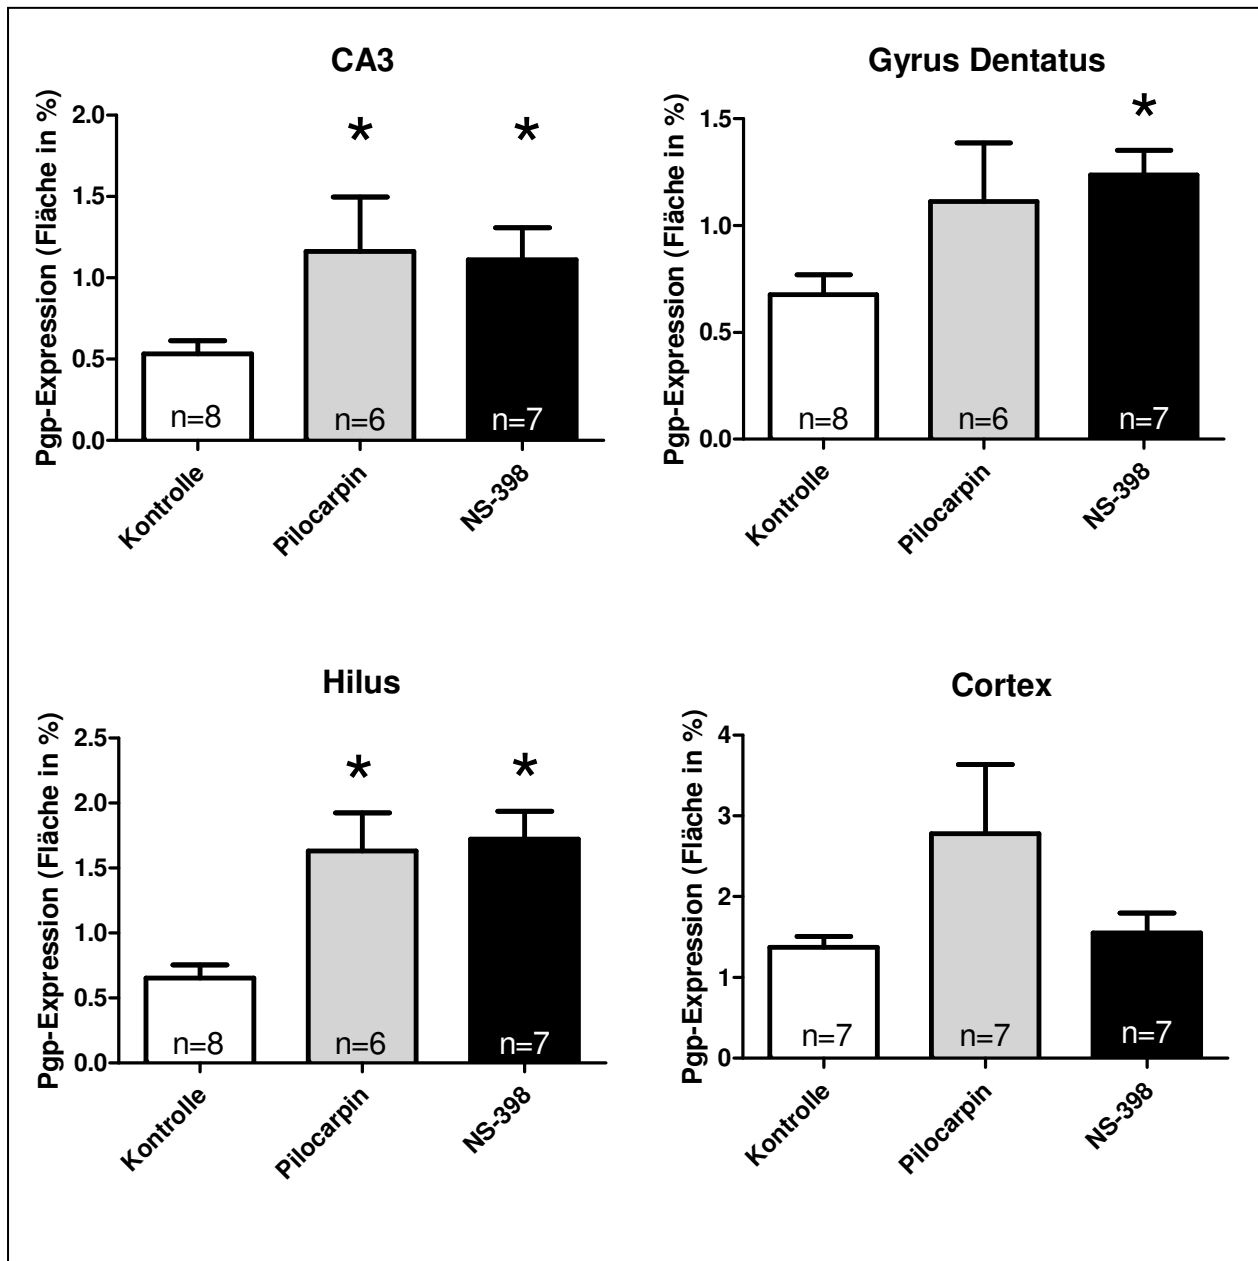 CA3
Pgp-Expression (Fläche in %)
2.0
1.5
1.0
0.5
0.0
*
*
n=8
n=6
n=7
Kontrolle
Pilocarpin
NS-398
Gyrus Dentatus
Pgp-Expression (Fläche in %)
1.5
1.0
0.5
0.0
*
n=8
n=6
n=7
Kontrolle
Pilocarpin
NS-398
Hilus
Pgp-Expression (Fläche in %)
2.5
2.0
1.5
1.0
0.5
0.0
*
*
n=8
n=6
n=7
Kontrolle
Pilocarpin
NS-398
Cortex
Pgp-Expression (Fläche in %)
4
3
2
1
0
n=7
n=7
n=7
Kontrolle
Pilocarpin
NS-398